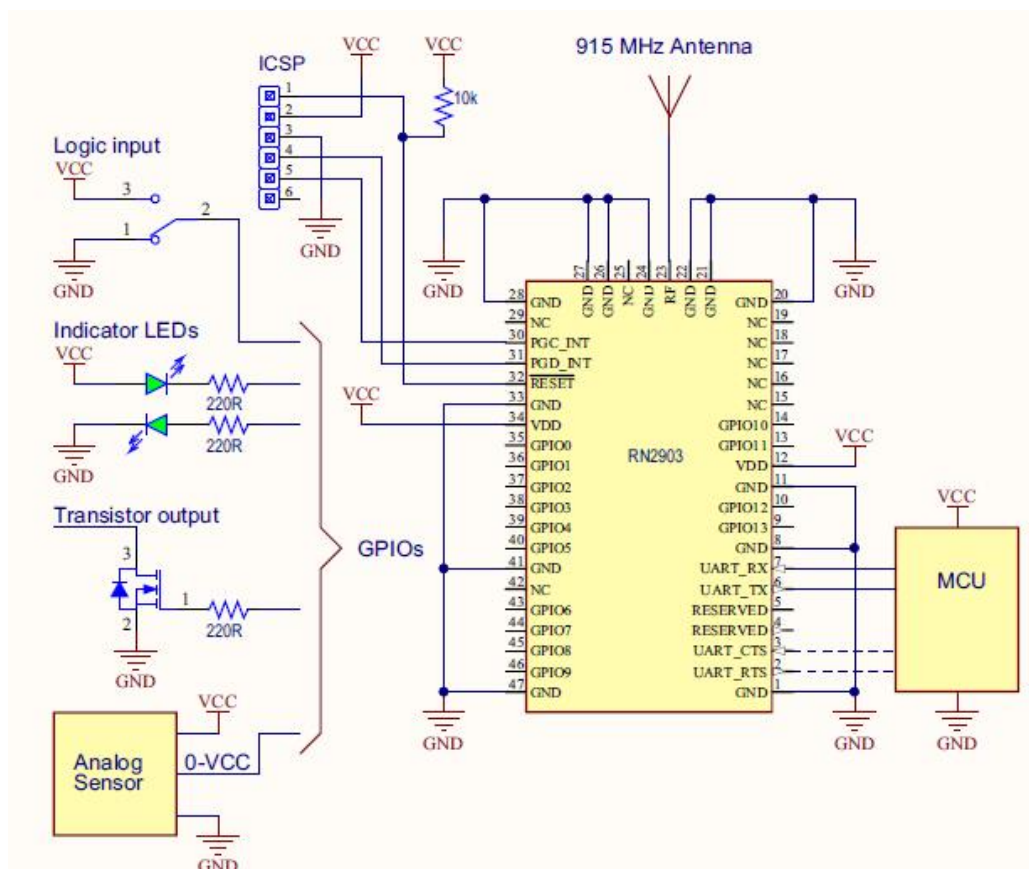 915 MHz Antenna
VCC
VCC
ICSP
1
2
3
4
5
6
10k
GND
Logic input
VCC
3
2
1
GND
GND
GND
Indicator LEDs
VCC
220R
220R
GND
Transistor output
3
1
2
220R
GND
GPIOs
VCC
Analog
Sensor
0-VCC
GND
VCC
RN2903
27 GND
26 GND
25 NC
24 GND
23 RF
22 GND
21 GND
28 GND
29 NC
30 PGC_INT
31 PGD_INT
32 RESET
33 GND
34 VDD
35 GPIO0
36 GPIO1
37 GPIO2
38 GPIO3
39 GPIO4
40 GPIO5
41 GND
42 NC
43 GPIO6
44 GPIO7
45 GPIO8
46 GPIO9
47 GND
GND 20
NC 19
NC 18
NC 17
NC 16
NC 15
GPIO10 14
GPIO11 13
VDD 12
GND 11
GPIO12 10
GPIO13 9
GND 8
UART_RX 7
UART_TX 6
RESERVED 5
RESERVED 4
UART_CTS 3
UART_RTS 2
GND 1
GND
GND
VCC
VCC
MCU
GND